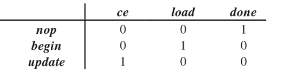 ce load done
nop 0 0 1
begin 0 1 0
update 1 0 0